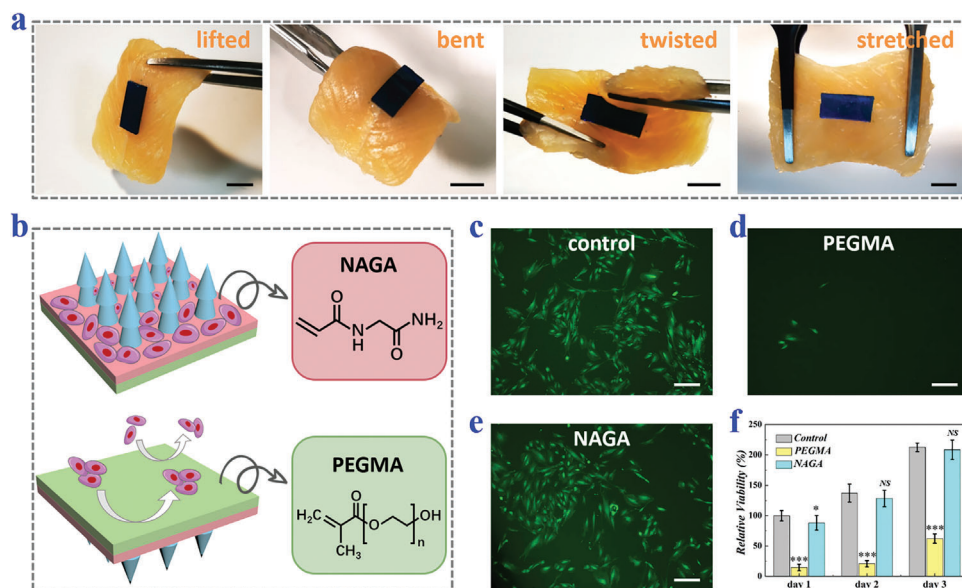 a
lifted
bent
twisted
stretched
b
NAGA
O
NH
O
NH₂
PEGMA
H₂C
O
CH₃
O
O
OH
n
c
control
d
PEGMA
e
NAGA
f
Relative Viability (%)
200
150
100
50
0
Control
PEGMA
NAGA
***
*
***
NS
***
NS
day 1
day 2
day 3